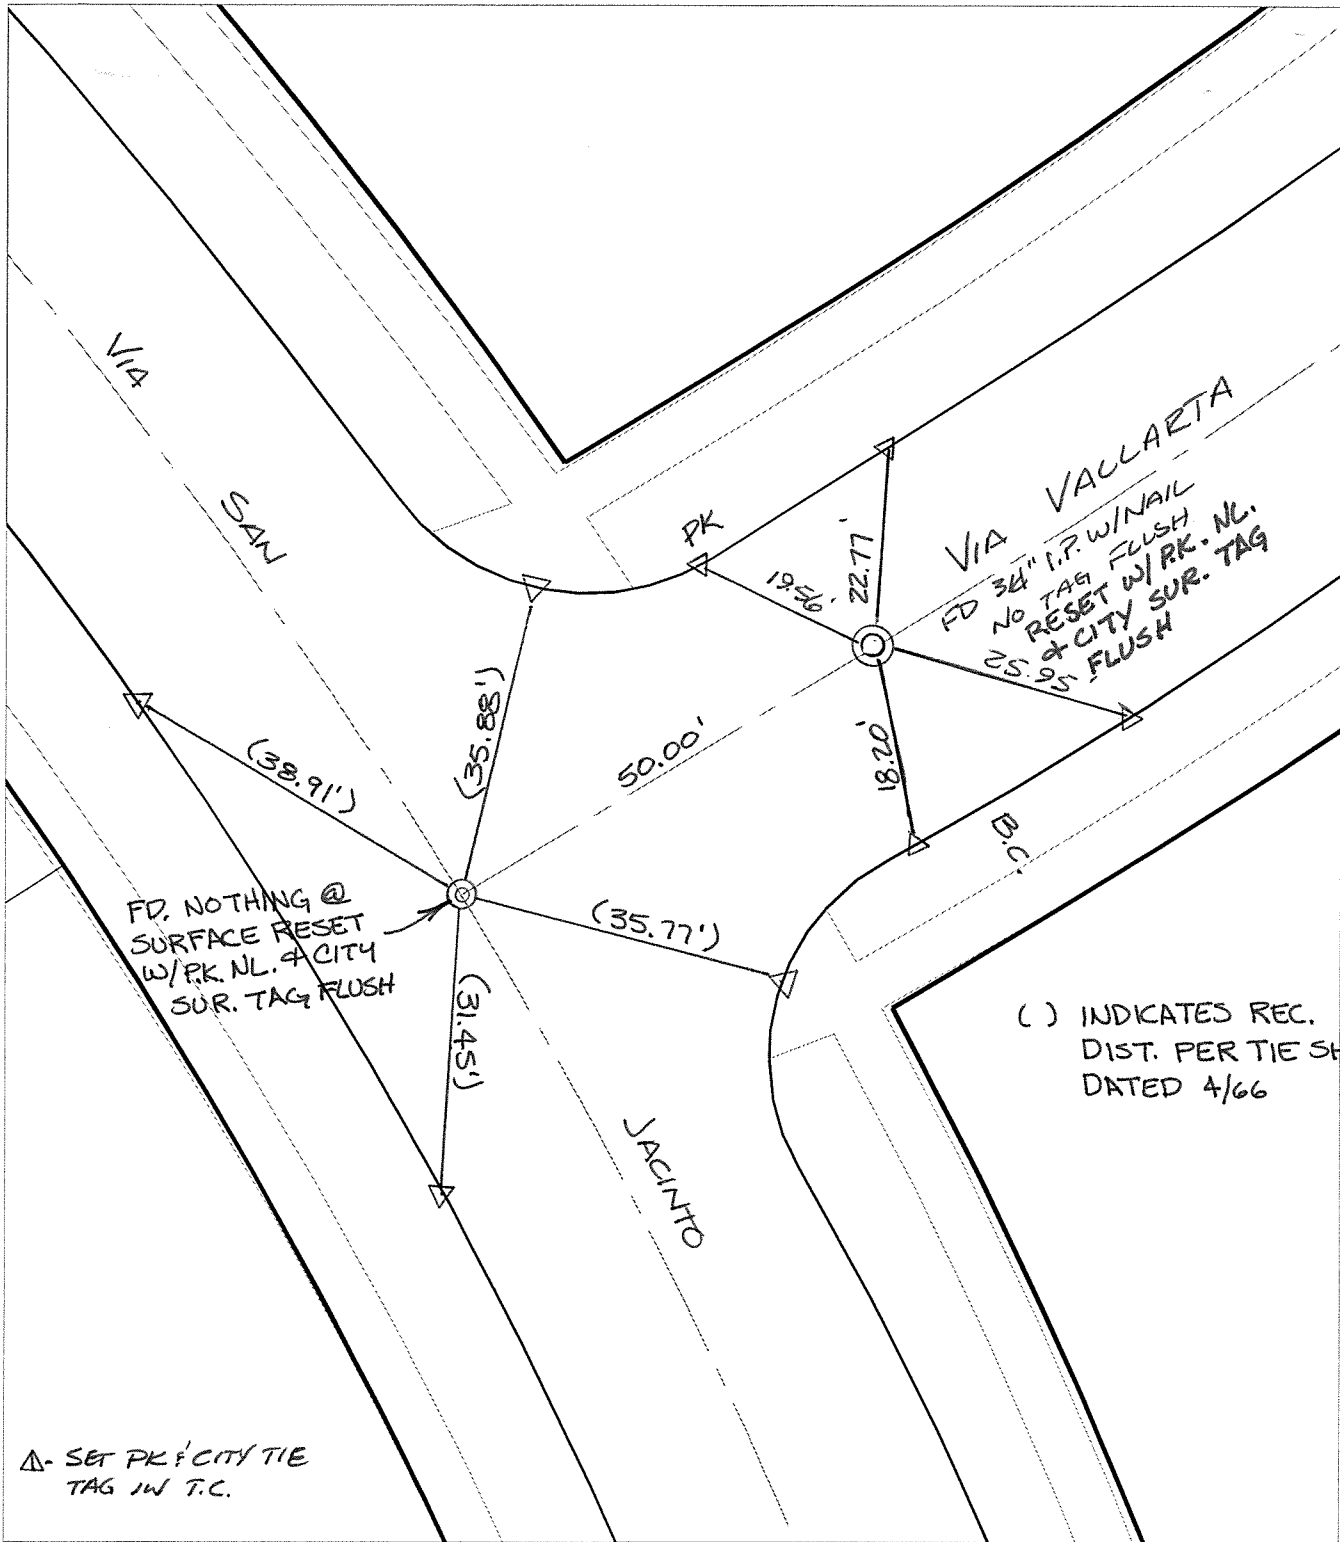 VIA
SAN
JACINTO
PK
19.56'
22.77'
VIA VALLARTA
FD 3/4" I.P. W/NAIL
NO TAG FLUSH
RESET W/P.K. NL.
& CITY SUR. TAG
FLUSH
25.95
18.20'
B.C.
50.00'
(35.88')
(38.91')
(35.77')
(31.45')
FD. NOTHING @
SURFACE RESET
W/P.K. NL. & CITY
SUR. TAG FLUSH
( ) INDICATES REC.
DIST. PER TIE SH
DATED 4/66
△- SET PK & CITY TIE
TAG IN T.C.